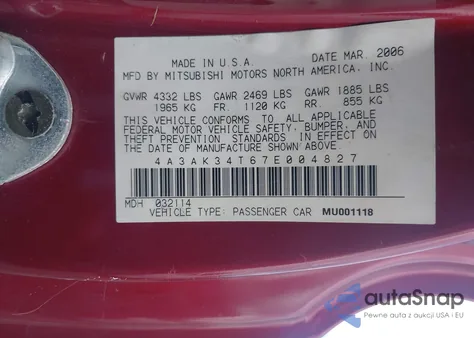 MADE IN U.S.A. DATE MAR. 2006
MFD BY MITSUBISHI MOTORS NORTH AMERICA, INC.
GVWR 4332 LBS GAWR 2469 LBS GAWR 1885 LBS
1965 KG FR. 1120 KG RR. 855 KG
THIS VEHICLE CONFORMS TO ALL APPLICABLE
FEDERAL MOTOR VEHICLE SAFETY, BUMPER, AND
THEFT PREVENTION STANDARDS IN EFFECT ON
THE DATE OF MANUFACTURE SHOWN ABOVE.
4A3AK34T67E004827
MDH 032114
VEHICLE TYPE: PASSENGER CAR MU001118
autoSnap
Pewne auta z aukcji USA i EU